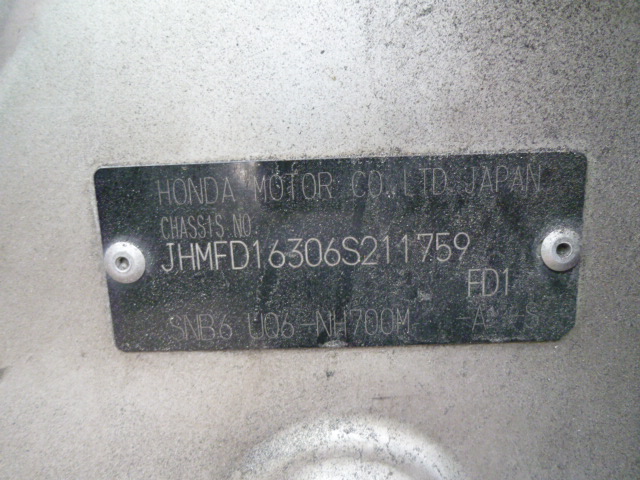 HONDA MOTOR CO.,LTD.JAPAN
CHASSIS NO.
JHMFD16306S211759
FD1
SNB6 U06-NH700M -A -S